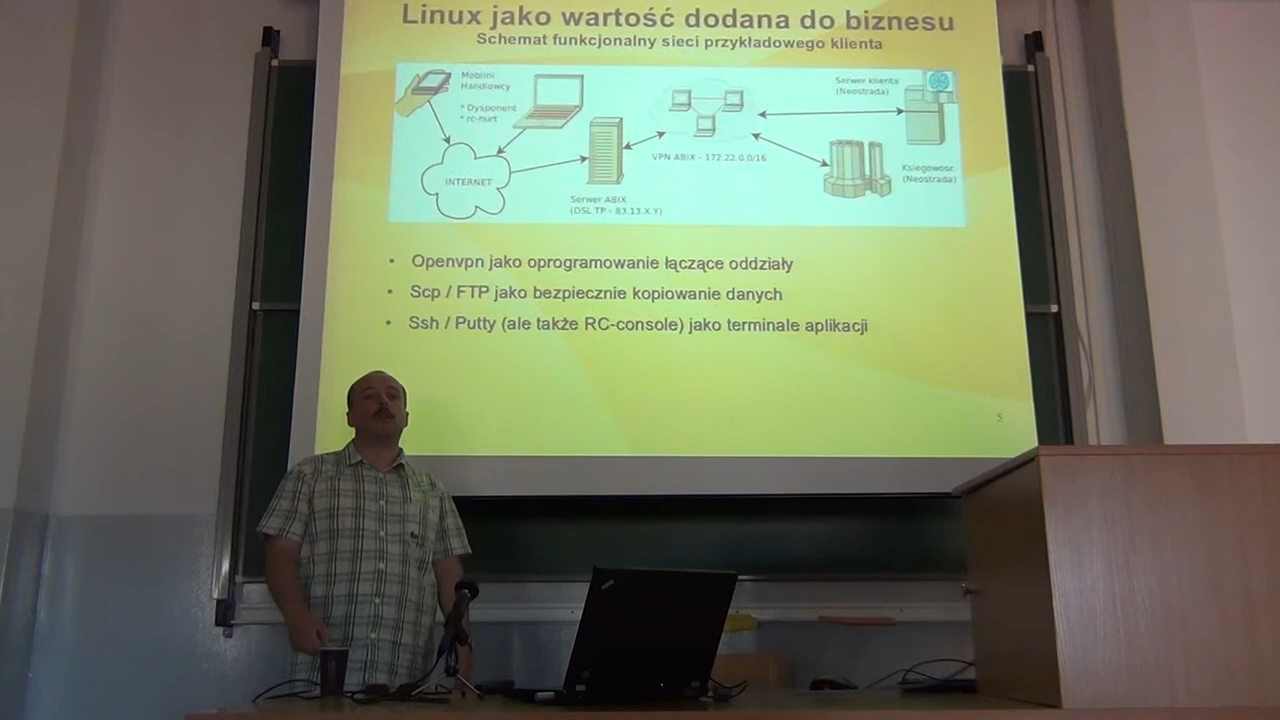 Linux jako wartość dodana do biznesu
Schemat funkcjonalny sieci przykładowego klienta
Mobilni
Handlowcy
* Dysponent
* rc-hurt
INTERNET
Serwer ABIX
(DSL TP - 83.13.X.Y)
VPN ABIX - 172.22.0.0/16
Serwer klienta
(Neostrada)
Księgowość
(Neostrada)
• Openvpn jako oprogramowanie łączące oddziały
• Scp / FTP jako bezpiecznie kopiowanie danych
• Ssh / Putty (ale także RC-console) jako terminale aplikacji
5